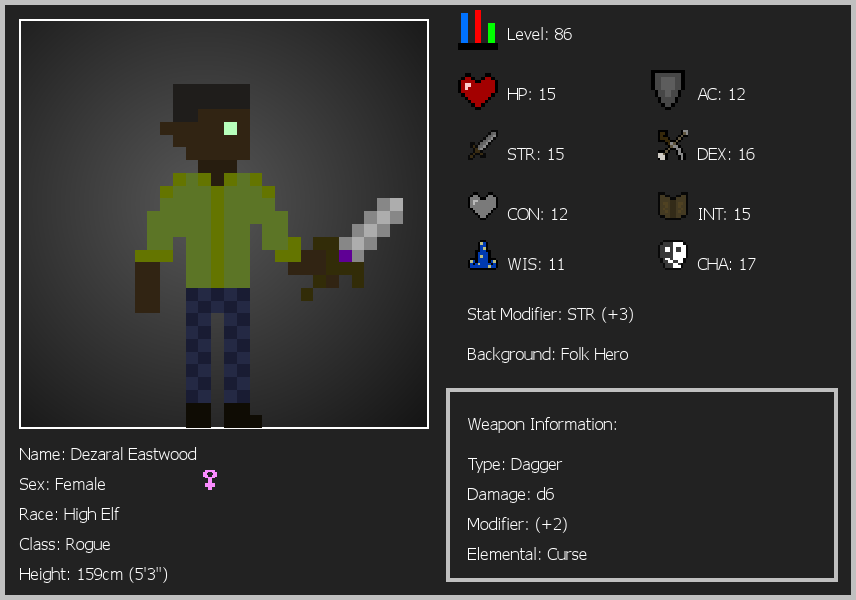 Level: 86
HP: 15
AC: 12
STR: 15
DEX: 16
CON: 12
INT: 15
WIS: 11
CHA: 17
Stat Modifier: STR (+3)
Background: Folk Hero
Weapon Information:
Type: Dagger
Damage: d6
Modifier: (+2)
Elemental: Curse
Name: Dezaral Eastwood
Sex: Female
Race: High Elf
Class: Rogue
Height: 159cm (5'3")